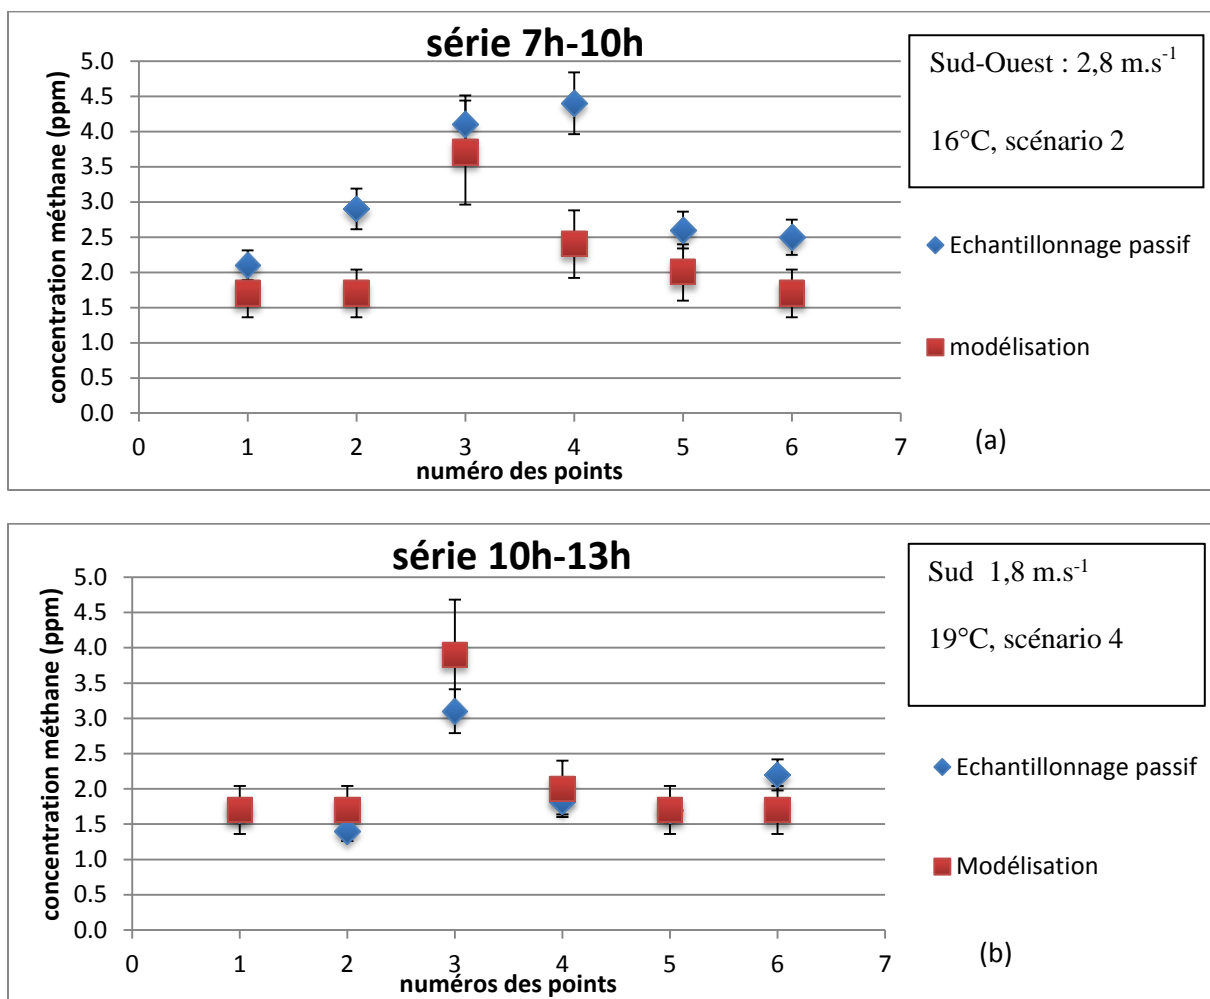 série 7h-10h
concentration méthane (ppm)
5.0
4.5
4.0
3.5
3.0
2.5
2.0
1.5
1.0
0.5
0.0
0 1 2 3 4 5 6 7
numéro des points
Sud-Ouest : 2,8 m.s⁻¹
16°C, scénario 2
Echantillonnage passif
modélisation
(a)
série 10h-13h
concentration méthane (ppm)
5.0
4.5
4.0
3.5
3.0
2.5
2.0
1.5
1.0
0.5
0.0
0 1 2 3 4 5 6 7
numéros des points
Sud 1,8 m.s⁻¹
19°C, scénario 4
Echantillonnage passif
Modélisation
(b)